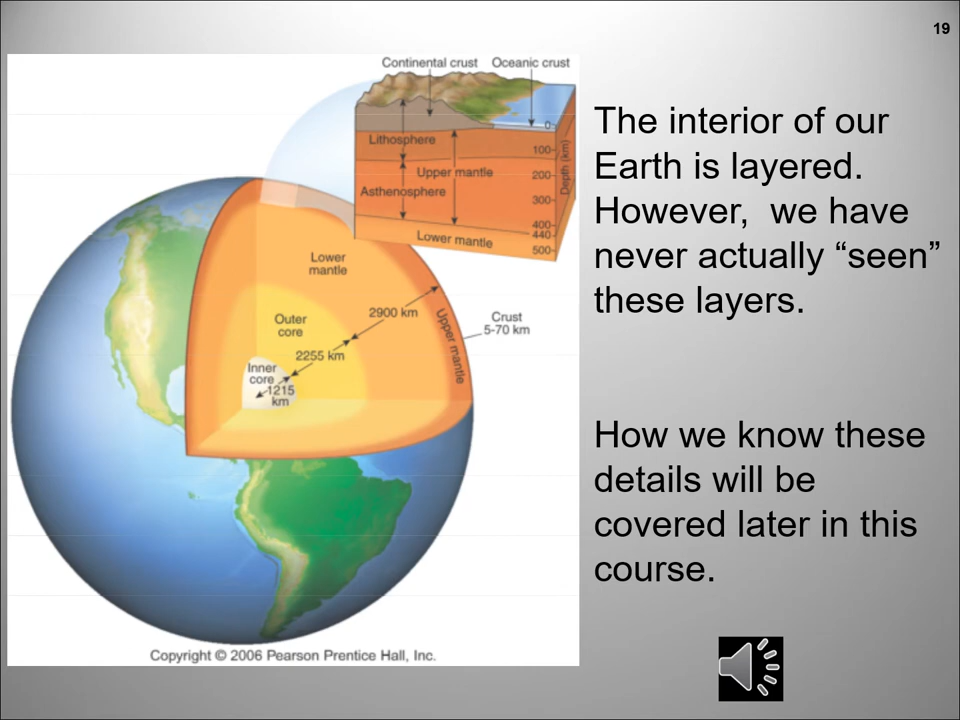 19
Continental crust
Oceanic crust
0
Lithosphere
100
Depth (km)
Upper mantle
200
Asthenosphere
300
400
440
Lower mantle
500
Lower
mantle
2900 km
Outer
core
Upper mantle
Crust
5-70 km
2255 km
Inner
core
1215
km
Copyright © 2006 Pearson Prentice Hall, Inc.
The interior of our
Earth is layered.
However,  we have
never actually “seen”
these layers.
How we know these
details will be
covered later in this
course.